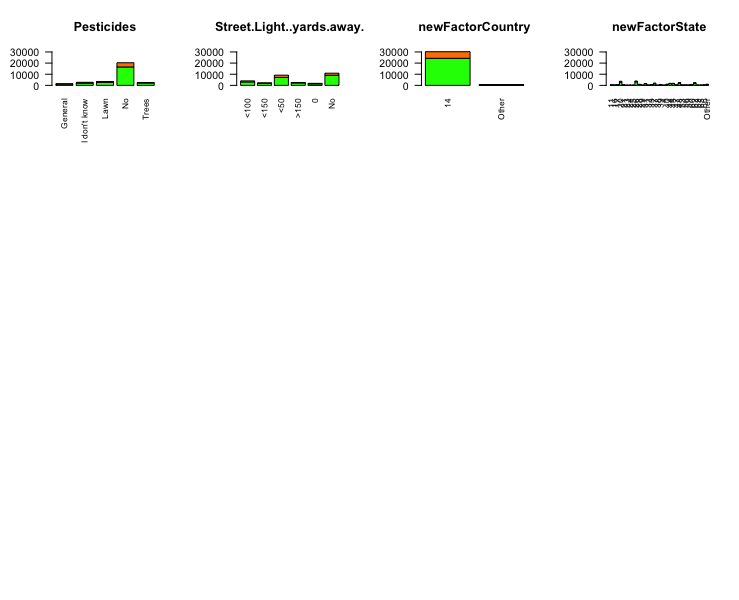 Pesticides
30000
20000
10000
0
General
I don't know
Lawn
No
Trees
Street.Light..yards.away.
30000
20000
10000
0
<100
<150
<50
>150
0
No
newFactorCountry
30000
20000
10000
0
14
Other
newFactorState
30000
20000
10000
0
Other